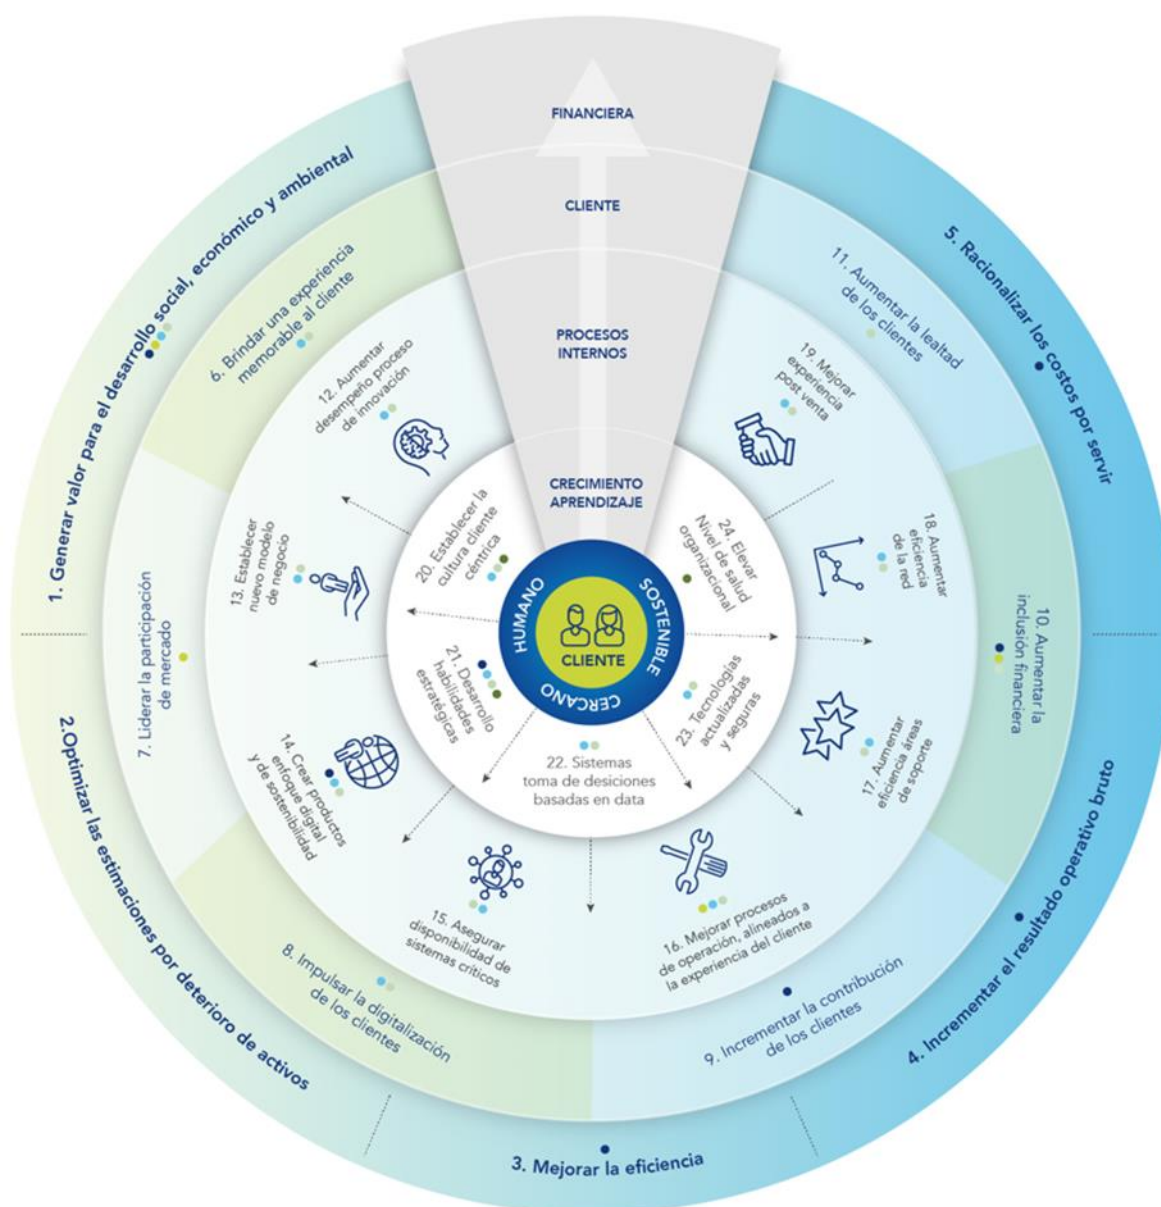 FINANCIERA
CLIENTE
PROCESOS
INTERNOS
CRECIMIENTO
APRENDIZAJE
1. Generar valor para el desarrollo social, económico y ambiental
2.Optimizar las estimaciones por deterioro de activos
3. Mejorar la eficiencia
4. Incrementar el resultado operativo bruto
5. Racionalizar los costos por servir
6. Brindar una experiencia
memorable al cliente
7. Liderar la participación
de mercado
8. Impulsar la digitalización
de los clientes
9. Incrementar la contribución
de los clientes
10. Aumentar la
inclusión financiera
11. Aumentar la lealtad
de los clientes
12. Aumentar
desempeño proceso
de innovación
13. Establecer
nuevo modelo
de negocio
14. Crear productos
enfoque digital
y de sostenibilidad
15. Asegurar
disponibilidad de
sistemas críticos
16. Mejorar procesos
de operación, alineados a
la experiencia del cliente
17. Aumentar
eficiencia áreas
de soporte
18. Aumentar
eficiencia
de la red
19. Mejorar
experiencia
post venta
20. Establecer la
cultura cliente
céntrica
21. Desarrollo
habilidades
estratégicas
22. Sistemas
toma de desiciones
basadas en data
23. Tecnologías
actualizadas
y seguras
24. Elevar
Nivel de salud
organizacional
HUMANO
SOSTENIBLE
CERCANO
CLIENTE